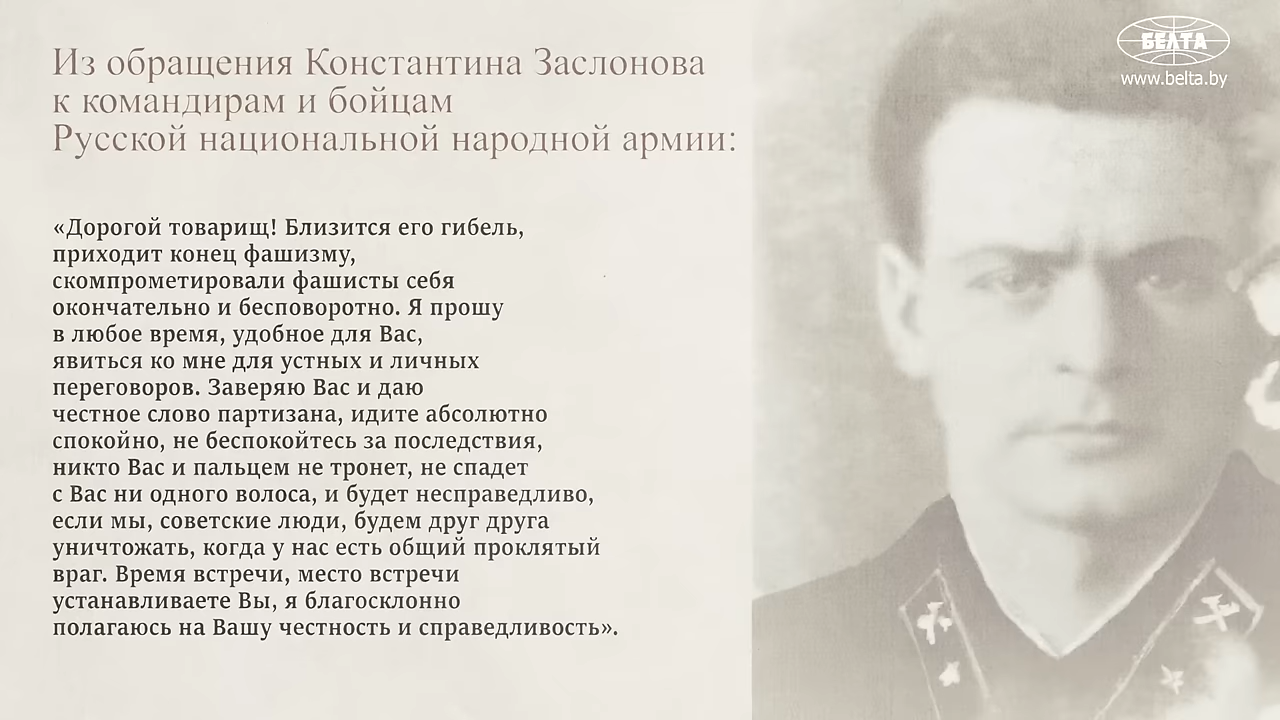 Из обращения Константина Заслонова
к командирам и бойцам
Русской национальной народной армии:
«Дорогой товарищ! Близится его гибель,
приходит конец фашизму,
скомпрометировали фашисты себя
окончательно и бесповоротно. Я прошу
в любое время, удобное для Вас,
явиться ко мне для устных и личных
переговоров. Заверяю Вас и даю
честное слово партизана, идите абсолютно
спокойно, не беспокойтесь за последствия,
никто Вас и пальцем не тронет, не спадет
с Вас ни одного волоса, и будет несправедливо,
если мы, советские люди, будем друг друга
уничтожать, когда у нас есть общий проклятый
враг. Время встречи, место встречи
устанавливаете Вы, я благосклонно
полагаюсь на Вашу честность и справедливость».
БЕЛТА
www.belta.by